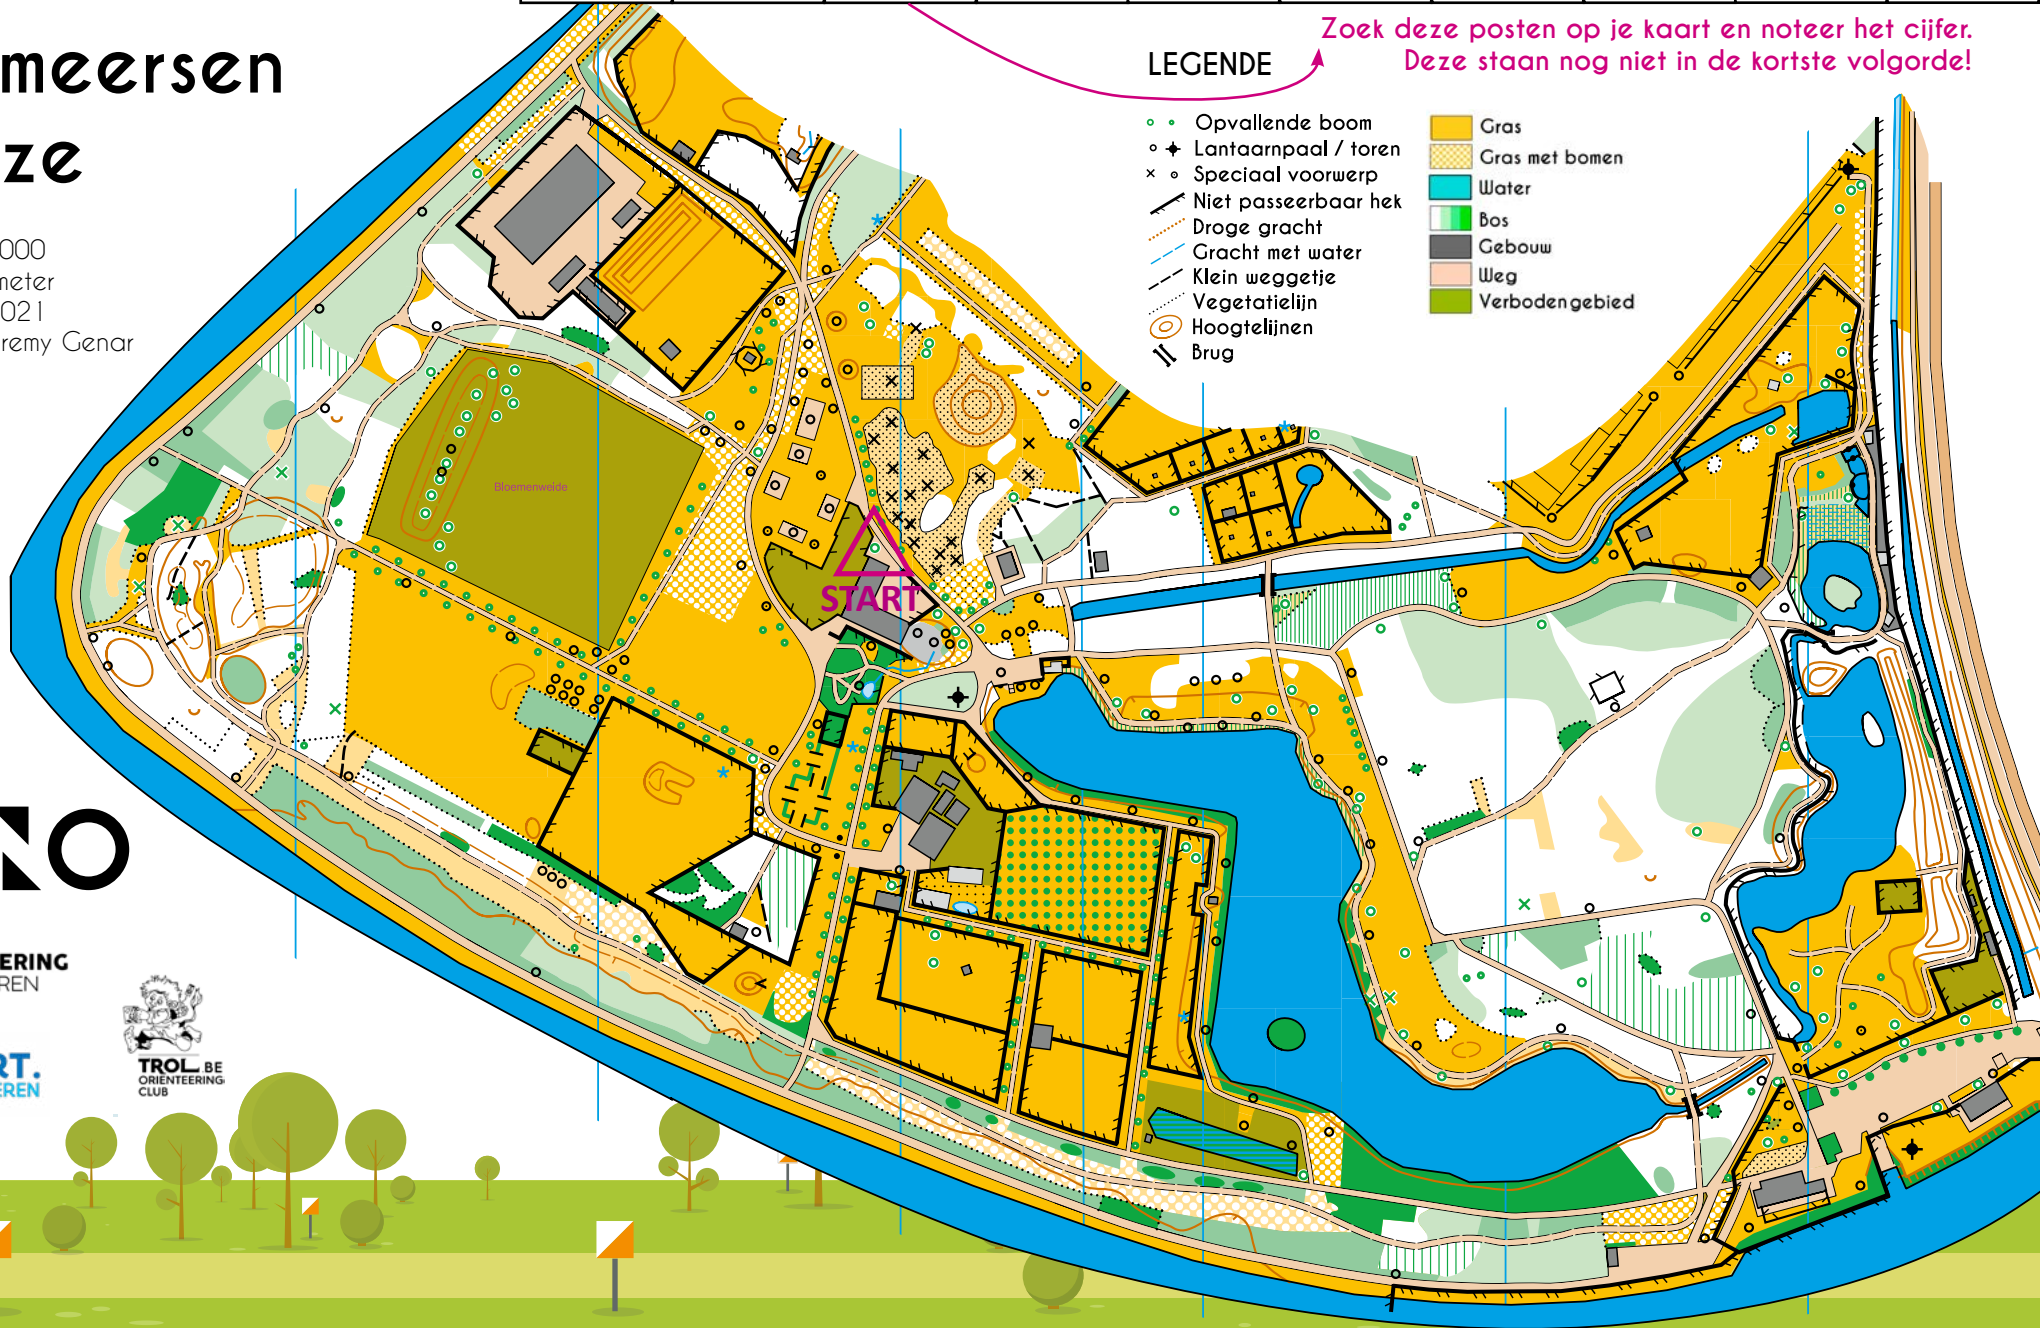 meersen
ze
000
meter
021
remy Genar
Zoek deze posten op je kaart en noteer het cijfer.
Deze staan nog niet in de kortste volgorde!
LEGENDE
Opvallende boom
Lantaarnpaal / toren
Speciaal voorwerp
Niet passeerbaar hek
Droge gracht
Gracht met water
Klein weggetje
Vegetatielijn
Hoogtelijnen
Brug
Gras
Gras met bomen
Water
Bos
Gebouw
Weg
Verboden gebied
Bloemenweide
START
NO
ERING
REN
RT.
EREN
TROL.BE
ORIENTEERING
CLUB